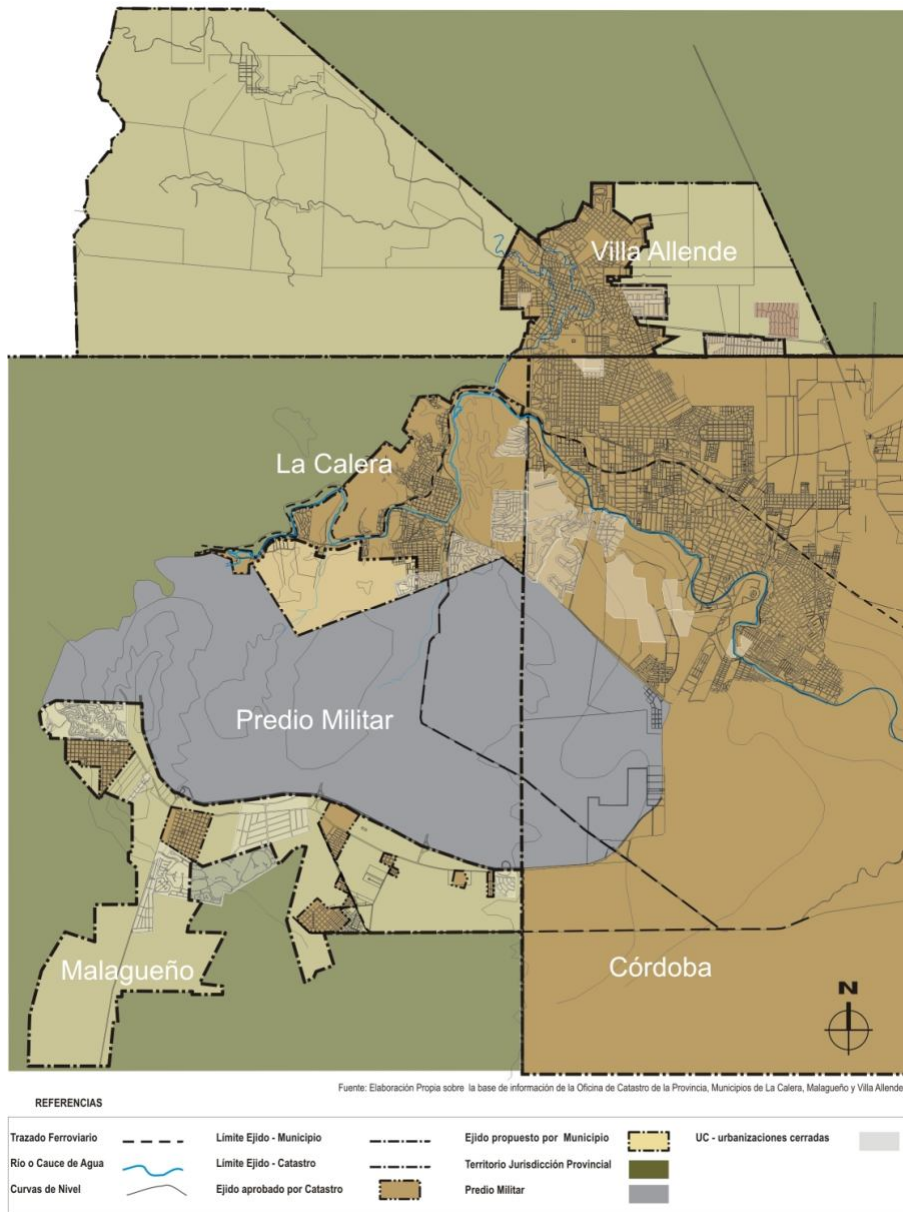 Villa Allende
La Calera
Predio Militar
Malagueño
Córdoba
N
Fuente: Elaboración Propia sobre la base de información de la Oficina de Catastro de la Provincia, Municipios de La Calera, Malagueño y Villa Allende
REFERENCIAS
Trazado Ferroviario
Límite Ejido - Municipio
Ejido propuesto por Municipio
UC - urbanizaciones cerradas
Río o Cauce de Agua
Límite Ejido - Catastro
Territorio Jurisdicción Provincial
Curvas de Nivel
Ejido aprobado por Catastro
Predio Militar